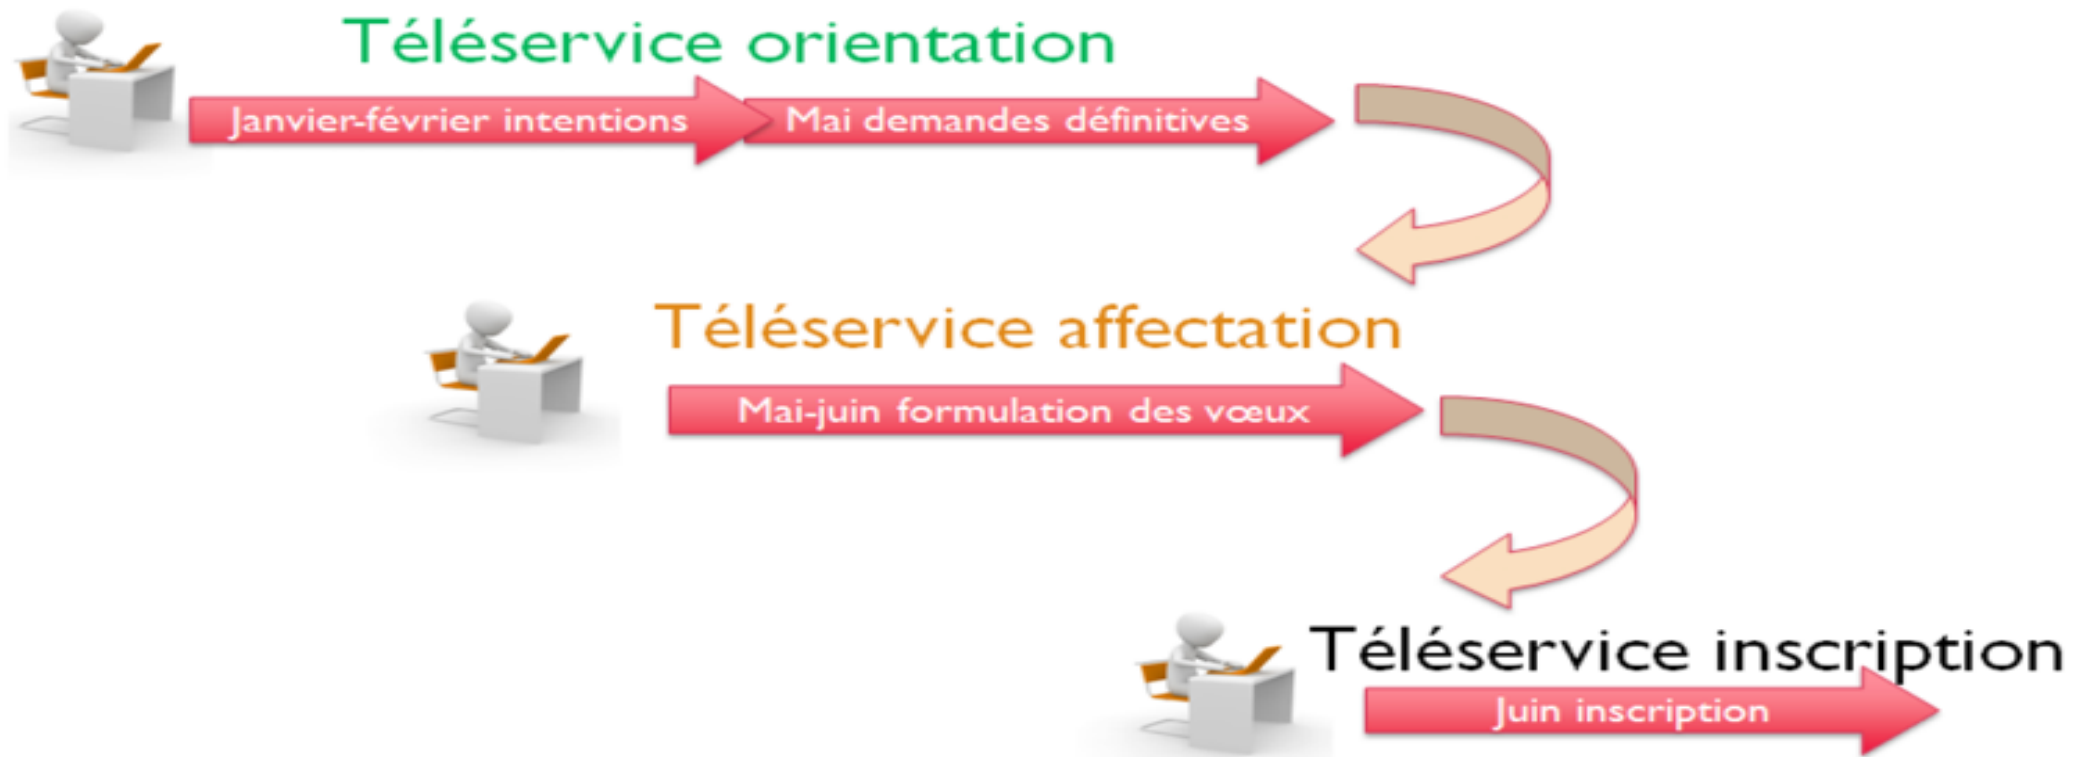 Téléservice orientation
Janvier-février intentions
Mai demandes définitives
Téléservice affectation
Mai-juin formulation des vœux
Téléservice inscription
Juin inscription